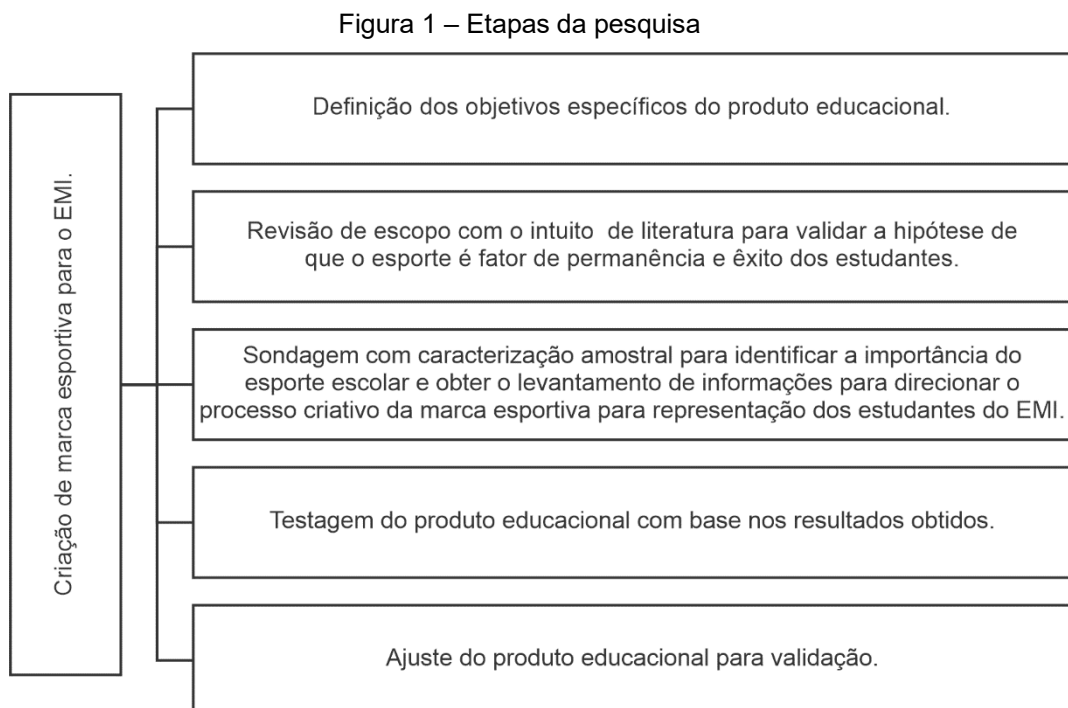 Figura 1 – Etapas da pesquisa
Criação de marca esportiva para o EMI.
Definição dos objetivos específicos do produto educacional.
Revisão de escopo com o intuito de literatura para validar a hipótese de
que o esporte é fator de permanência e êxito dos estudantes.
Sondagem com caracterização amostral para identificar a importância do
esporte escolar e obter o levantamento de informações para direcionar o
processo criativo da marca esportiva para representação dos estudantes do EMI.
Testagem do produto educacional com base nos resultados obtidos.
Ajuste do produto educacional para validação.